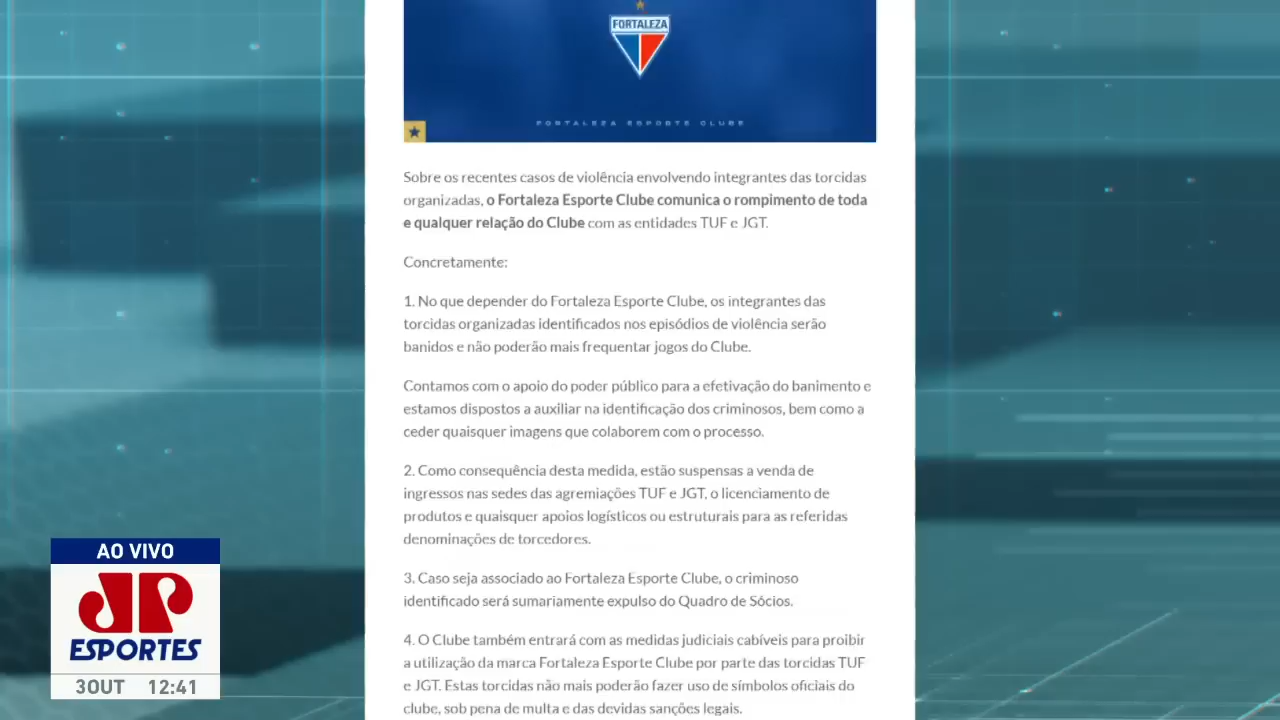 FORTALEZA
FORTALEZA ESPORTE CLUBE
Sobre os recentes casos de violência envolvendo integrantes das torcidas
organizadas, o Fortaleza Esporte Clube comunica o rompimento de toda
e qualquer relação do Clube com as entidades TUF e JGT.
Concretamente:
1. No que depender do Fortaleza Esporte Clube, os integrantes das
torcidas organizadas identificados nos episódios de violência serão
banidos e não poderão mais frequentar jogos do Clube.
Contamos com o apoio do poder público para a efetivação do banimento e
estamos dispostos a auxiliar na identificação dos criminosos, bem como a
ceder quaisquer imagens que colaborem com o processo.
2. Como consequência desta medida, estão suspensas a venda de
ingressos nas sedes das agremiações TUF e JGT, o licenciamento de
produtos e quaisquer apoios logísticos ou estruturais para as referidas
denominações de torcedores.
3. Caso seja associado ao Fortaleza Esporte Clube, o criminoso
identificado será sumariamente expulso do Quadro de Sócios.
4. O Clube também entrará com as medidas judiciais cabíveis para proibir
a utilização da marca Fortaleza Esporte Clube por parte das torcidas TUF
e JGT. Estas torcidas não mais poderão fazer uso de símbolos oficiais do
clube, sob pena de multa e das devidas sanções legais.
AO VIVO
JP
ESPORTES
3OUT 12:41